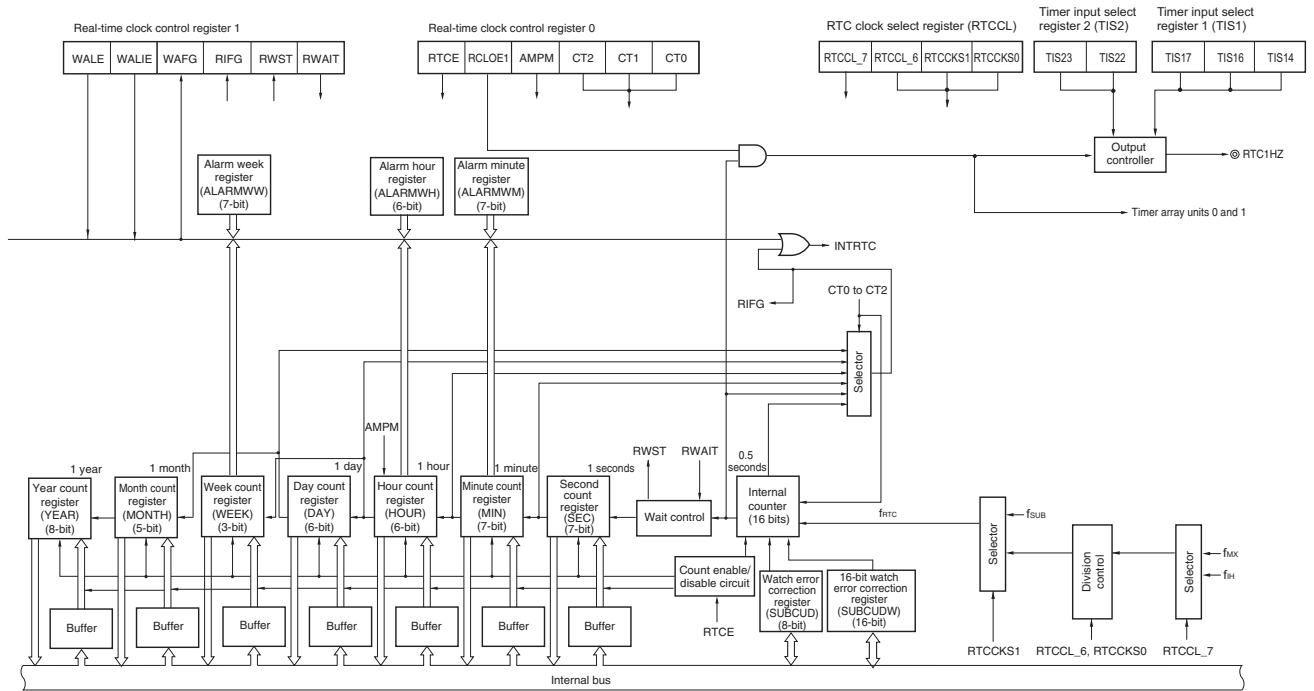 Real-time clock control register 1
WALE WALIE WAFG RIFG RWST RWAIT
Real-time clock control register 0
RTCE RCLOE1 AMPM CT2 CT1 CT0
RTC clock select register (RTCCL)
RTCCL_7 RTCCL_6 RTCCKS1 RTCCKS0
Timer input select
register 2 (TIS2)
TIS23 TIS22
Timer input select
register 1 (TIS1)
TIS17 TIS16 TIS14
Alarm week
register
(ALARMWW)
(7-bit)
Alarm hour
register
(ALARMWH)
(6-bit)
Alarm minute
register
(ALARMWM)
(7-bit)
Output
controller
RTC1HZ
Timer array units 0 and 1
INTRTC
RIFG
CT0 to CT2
Selector
AMPM
RWST
RWAIT
0.5
seconds
1 year
1 month
1 day
1 hour
1 minute
1 seconds
Year count
register
(YEAR)
(8-bit)
Month count
register
(MONTH)
(5-bit)
Week count
register
(WEEK)
(3-bit)
Day count
register
(DAY)
(6-bit)
Hour count
register
(HOUR)
(6-bit)
Minute count
register
(MIN)
(7-bit)
Second
count
register
(SEC)
(7-bit)
Wait control
Internal
counter
(16 bits)
fRTC
Selector
fSUB
Division
control
Selector
fMX
fIH
Count enable/
disable circuit
RTCE
Watch error
correction
register
(SUBCUD)
(8-bit)
16-bit watch
error correction
register
(SUBCUDW)
(16-bit)
Buffer
Buffer
Buffer
Buffer
Buffer
Buffer
Buffer
RTCCKS1
RTCCL_6, RTCCKS0
RTCCL_7
Internal bus